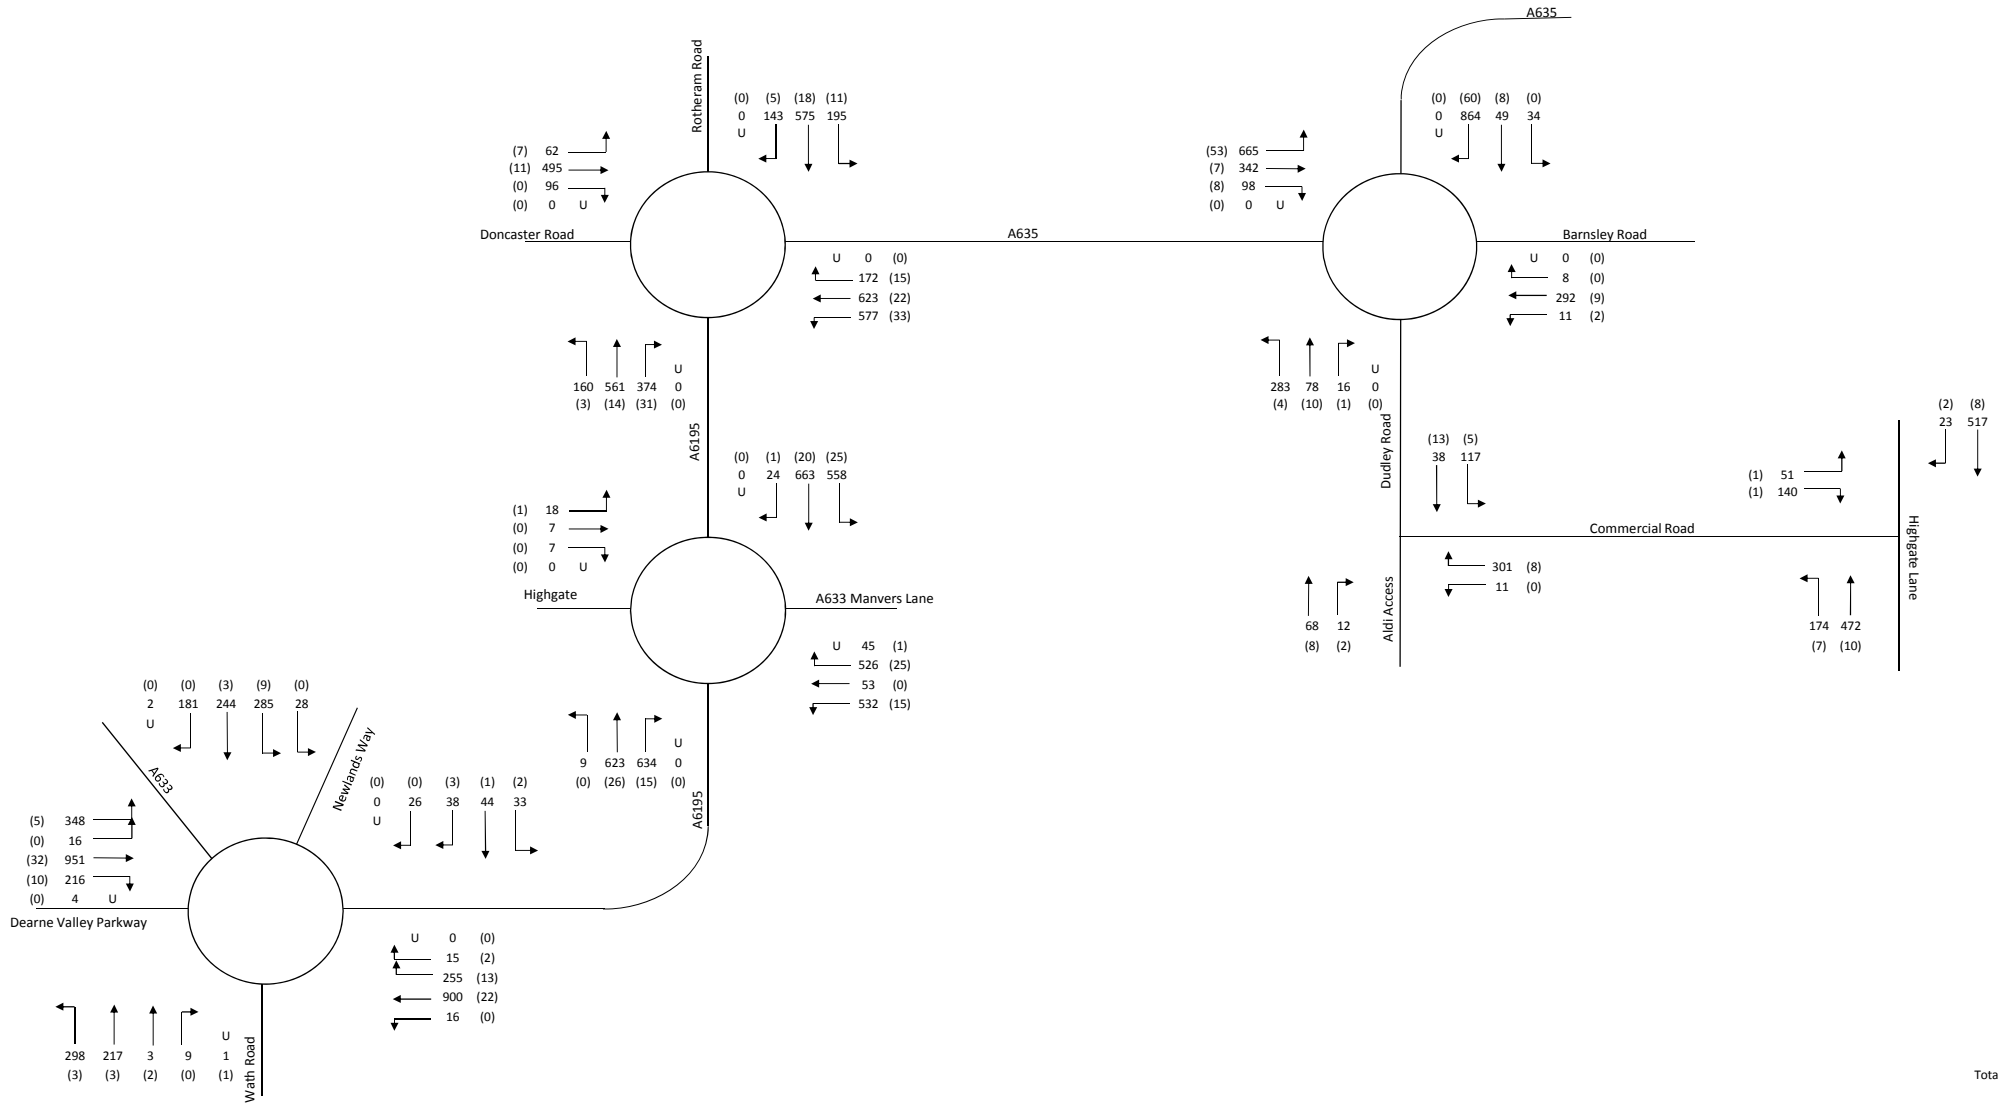 A635
Rotheram Road
(0) (5) (18) (11)
0 143 575 195
U
(7) 62
(11) 495
(0) 96
(0) 0 U
Doncaster Road
A635
U 0 (0)
172 (15)
623 (22)
577 (33)
160 561 374 0
(3) (14) (31) (0)
U
A6195
(0) (60) (8) (0)
0 864 49 34
U
(53) 665
(7) 342
(8) 98
(0) 0 U
Barnsley Road
U 0 (0)
8 (0)
292 (9)
11 (2)
U
283 78 16 0
(4) (10) (1) (0)
Dudley Road
(13) (5)
38 117
(2) (8)
23 517
(1) 51
(1) 140
Commercial Road
Highgate Lane
301 (8)
11 (0)
Aldi Access
68 12
(8) (2)
174 472
(7) (10)
(0) (1) (20) (25)
0 24 663 558
U
(1) 18
(0) 7
(0) 7
(0) 0 U
Highgate
A633 Manvers Lane
U 45 (1)
526 (25)
53 (0)
532 (15)
U
9 623 634 0
(0) (26) (15) (0)
A6195
(0) (0) (3) (9) (0)
2 181 244 285 28
U
A633
Newlands Way
(0) (0) (3) (1) (2)
0 26 38 44 33
U
(5) 348
(0) 16
(32) 951
(10) 216
(0) 4 U
Dearne Valley Parkway
U 0 (0)
15 (2)
255 (13)
900 (22)
16 (0)
U
298 217 3 9 1
(3) (3) (2) (0) (1)
Wath Road
Tota